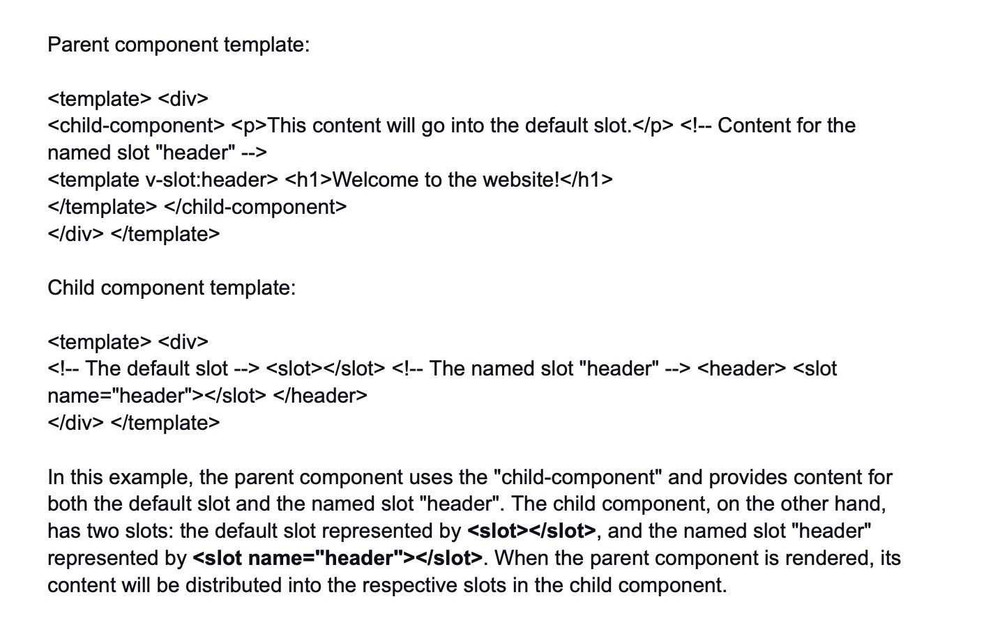 Parent component template:
<template> <div>
<child-component> <p>This content will go into the default slot.</p> <!-- Content for the
named slot "header" -->
<template v-slot:header> <h1>Welcome to the website!</h1>
</template> </child-component>
</div> </template>
Child component template:
<template> <div>
<!-- The default slot --> <slot></slot> <!-- The named slot "header" --> <header> <slot
name="header"></slot> </header>
</div> </template>
In this example, the parent component uses the "child-component" and provides content for
both the default slot and the named slot "header". The child component, on the other hand,
has two slots: the default slot represented by <slot></slot>, and the named slot "header"
represented by <slot name="header"></slot>. When the parent component is rendered, its
content will be distributed into the respective slots in the child component.